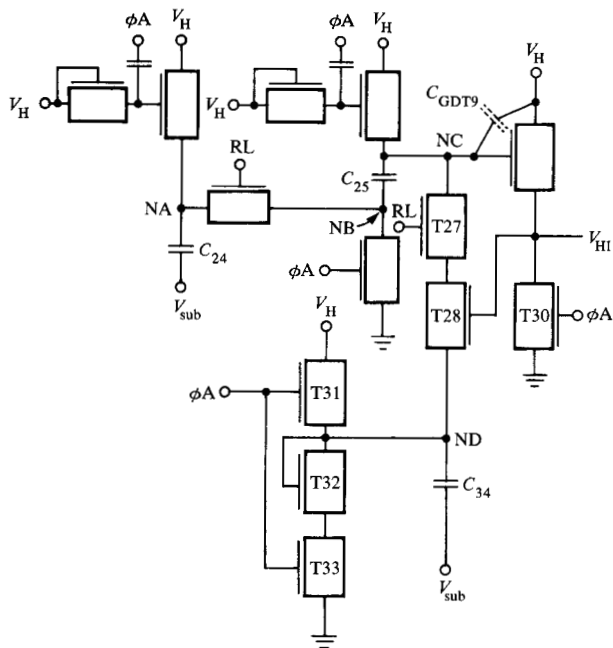 φA
V_H
φA
V_H
V_H
V_H
V_H
C_GDT9
RL
NC
C_25
NA
NB
RL
T27
C_24
V_HI
φA
V_sub
V_H
T28
T30
φA
φA
T31
ND
T32
C_34
T33
V_sub